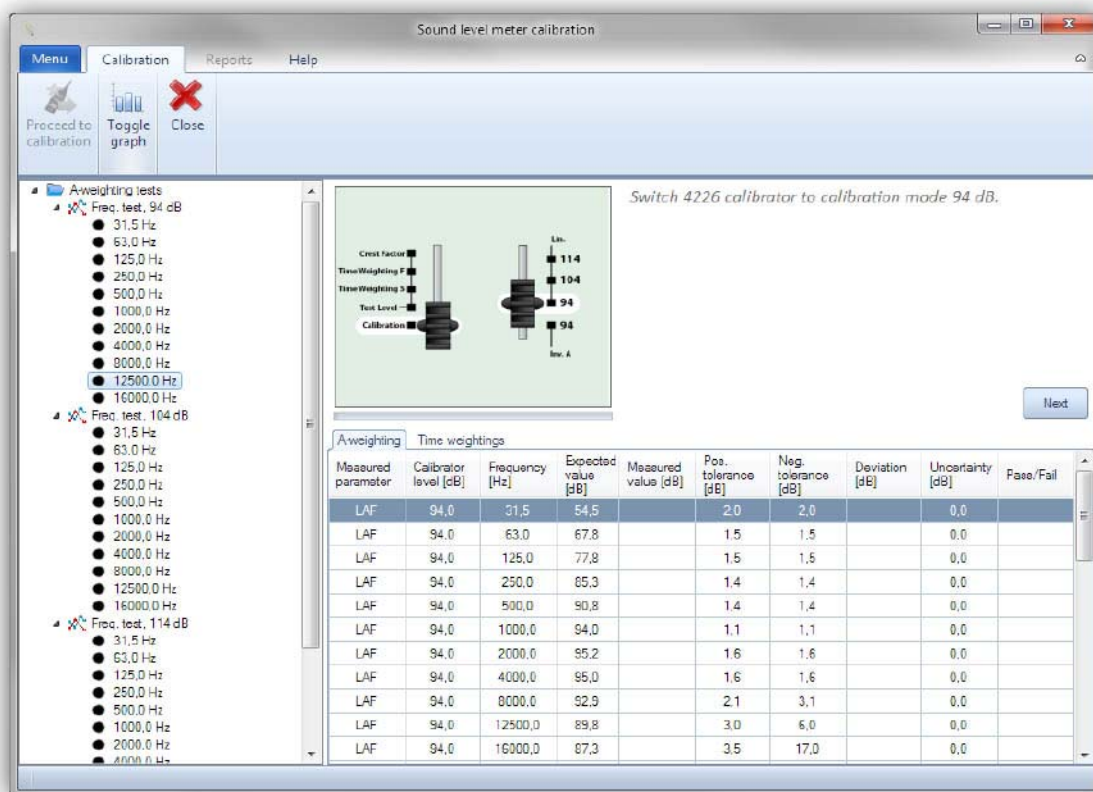 Sound level meter calibration
Menu Calibration Reports Help
Proceed to calibration
Toggle graph
Close
A-weighting tests
Freq. test, 94 dB
31,5 Hz
63,0 Hz
125,0 Hz
250,0 Hz
500,0 Hz
1000,0 Hz
2000,0 Hz
4000,0 Hz
8000,0 Hz
12500,0 Hz
16000,0 Hz
Freq. test, 104 dB
31,5 Hz
63,0 Hz
125,0 Hz
250,0 Hz
500,0 Hz
1000,0 Hz
2000,0 Hz
4000,0 Hz
8000,0 Hz
12500,0 Hz
16000,0 Hz
Freq. test, 114 dB
31,5 Hz
63,0 Hz
125,0 Hz
250,0 Hz
500,0 Hz
1000,0 Hz
2000,0 Hz
4000,0 Hz
Crest Factor
Time Weighting F
Time Weighting S
Test Level
Calibration
Lin.
114
104
94
94
Inv. A
Switch 4226 calibrator to calibration mode 94 dB.
Next
A-weighting Time weightings
Measured parameter Calibrator level [dB] Frequency [Hz] Expected value [dB] Measured value [dB] Pos. tolerance [dB] Neg. tolerance [dB] Deviation [dB] Uncertainty [dB] Pass/Fail
LAF 94,0 31,5 54,5 2,0 2,0 0,0
LAF 94,0 63,0 67,8 1,5 1,5 0,0
LAF 94,0 125,0 77,8 1,5 1,5 0,0
LAF 94,0 250,0 85,3 1,4 1,4 0,0
LAF 94,0 500,0 90,8 1,4 1,4 0,0
LAF 94,0 1000,0 94,0 1,1 1,1 0,0
LAF 94,0 2000,0 95,2 1,6 1,6 0,0
LAF 94,0 4000,0 95,0 1,6 1,6 0,0
LAF 94,0 8000,0 92,9 2,1 3,1 0,0
LAF 94,0 12500,0 89,8 3,0 6,0 0,0
LAF 94,0 16000,0 87,3 3,5 17,0 0,0